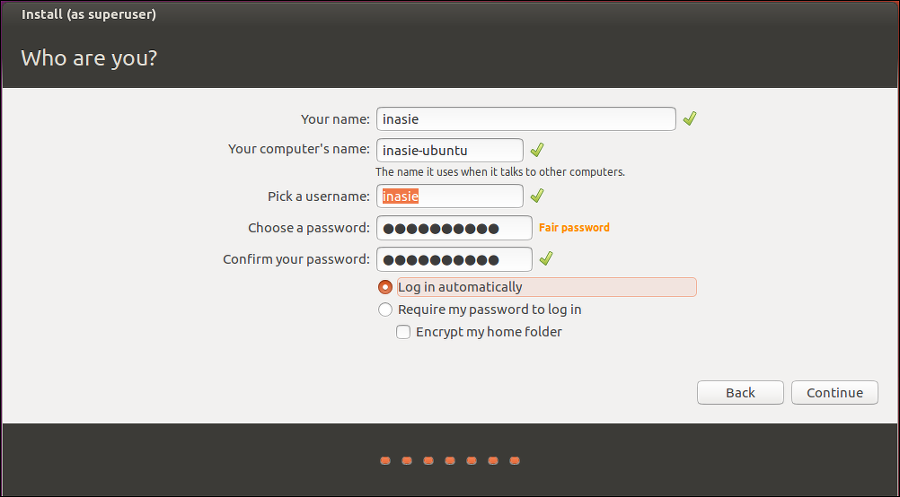 Install (as superuser)
Who are you?
Your name: inasie
Your computer's name: inasie-ubuntu
The name it uses when it talks to other computers.
Pick a username: inasie
Choose a password: ●●●●●●●●●● Fair password
Confirm your password: ●●●●●●●●●●
Log in automatically
Require my password to log in
Encrypt my home folder
Back Continue